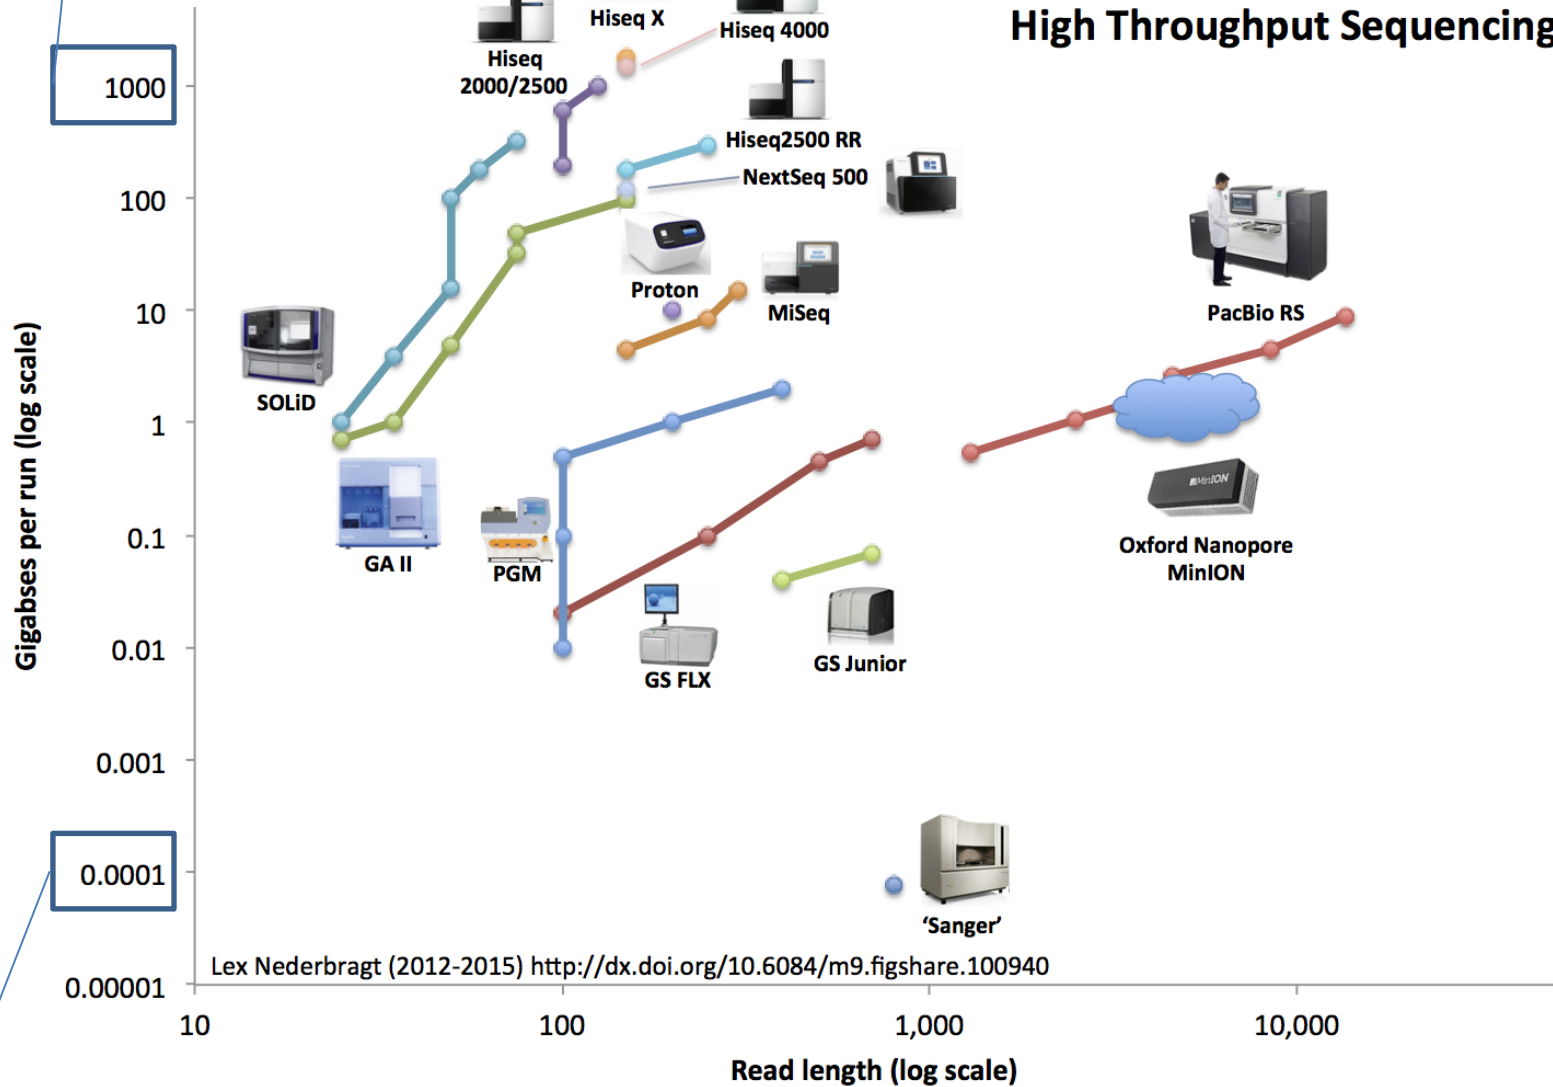 High Throughput Sequencing
Hiseq X
Hiseq 4000
Hiseq
2000/2500
Hiseq2500 RR
NextSeq 500
Proton
MiSeq
PacBio RS
SOLiD
GA II
PGM
GS FLX
GS Junior
Oxford Nanopore
MinION
MinION
‘Sanger’
Gigabses per run (log scale)
1000
100
10
1
0.1
0.01
0.001
0.0001
0.00001
Lex Nederbragt (2012-2015) http://dx.doi.org/10.6084/m9.figshare.100940
10
100
1,000
10,000
Read length (log scale)